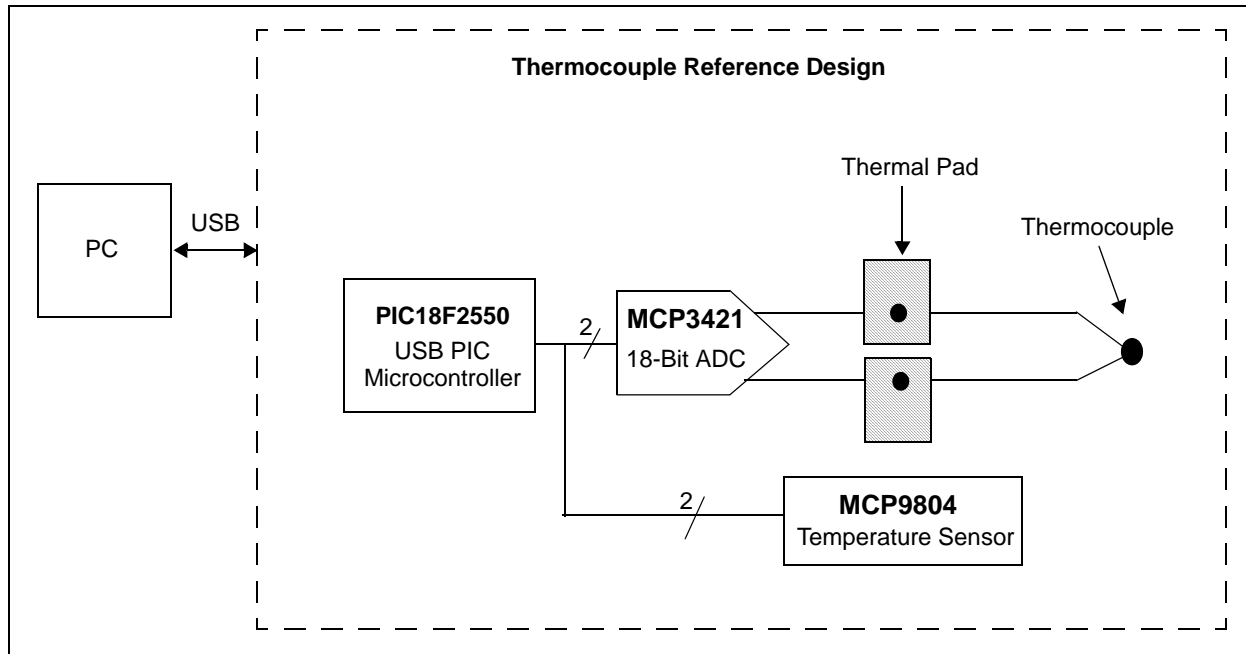 Thermocouple Reference Design
Thermal Pad
Thermocouple
USB
PC
PIC18F2550
USB PIC
Microcontroller
2
MCP3421
18-Bit ADC
2
MCP9804
Temperature Sensor